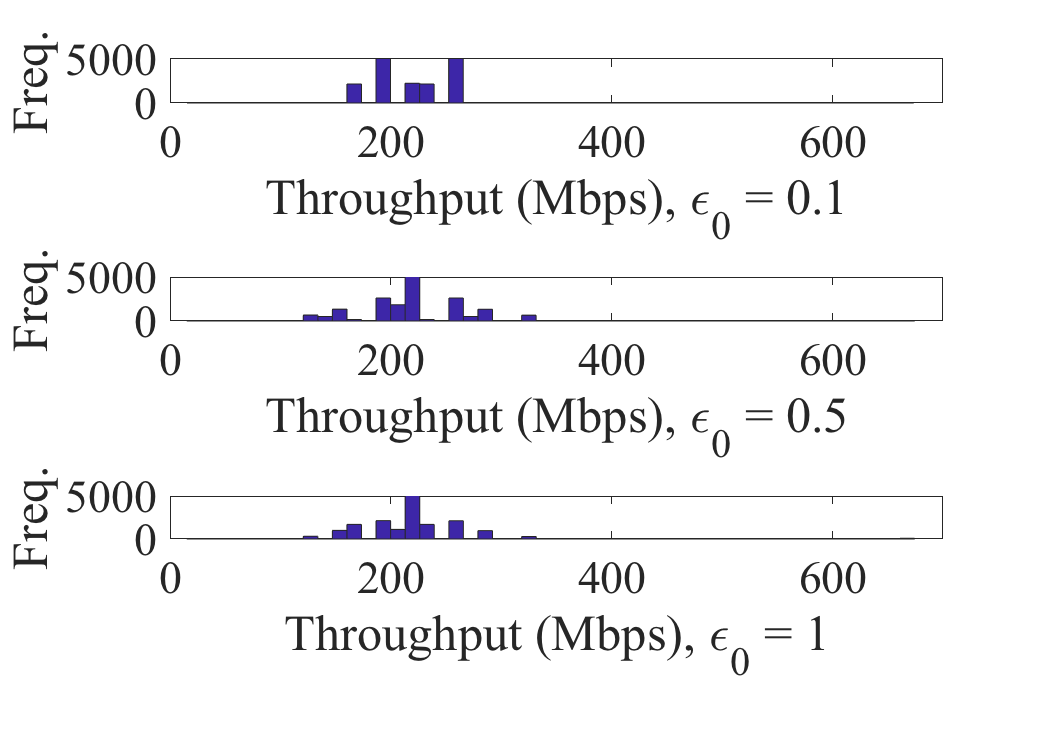 Freq.
5000
0
0 200 400 600
Throughput (Mbps), ϵ₀ = 0.1
Freq.
5000
0
0 200 400 600
Throughput (Mbps), ϵ₀ = 0.5
Freq.
5000
0
0 200 400 600
Throughput (Mbps), ϵ₀ = 1